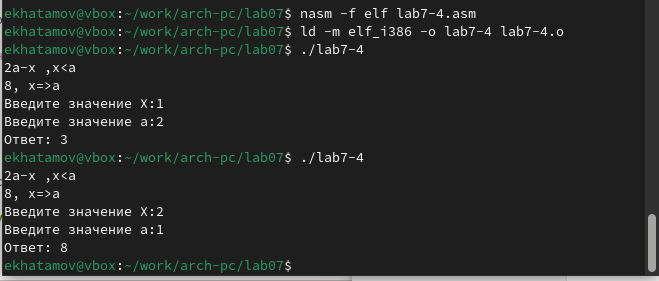 ekhatamov@vbox:~/work/arch-pc/lab07$ nasm -f elf lab7-4.asm
ekhatamov@vbox:~/work/arch-pc/lab07$ ld -m elf_i386 -o lab7-4 lab7-4.o
ekhatamov@vbox:~/work/arch-pc/lab07$ ./lab7-4
2a-x ,x<a
8, x=>a
Введите значение X:1
Введите значение a:2
Ответ: 3
ekhatamov@vbox:~/work/arch-pc/lab07$ ./lab7-4
2a-x ,x<a
8, x=>a
Введите значение X:2
Введите значение a:1
Ответ: 8
ekhatamov@vbox:~/work/arch-pc/lab07$